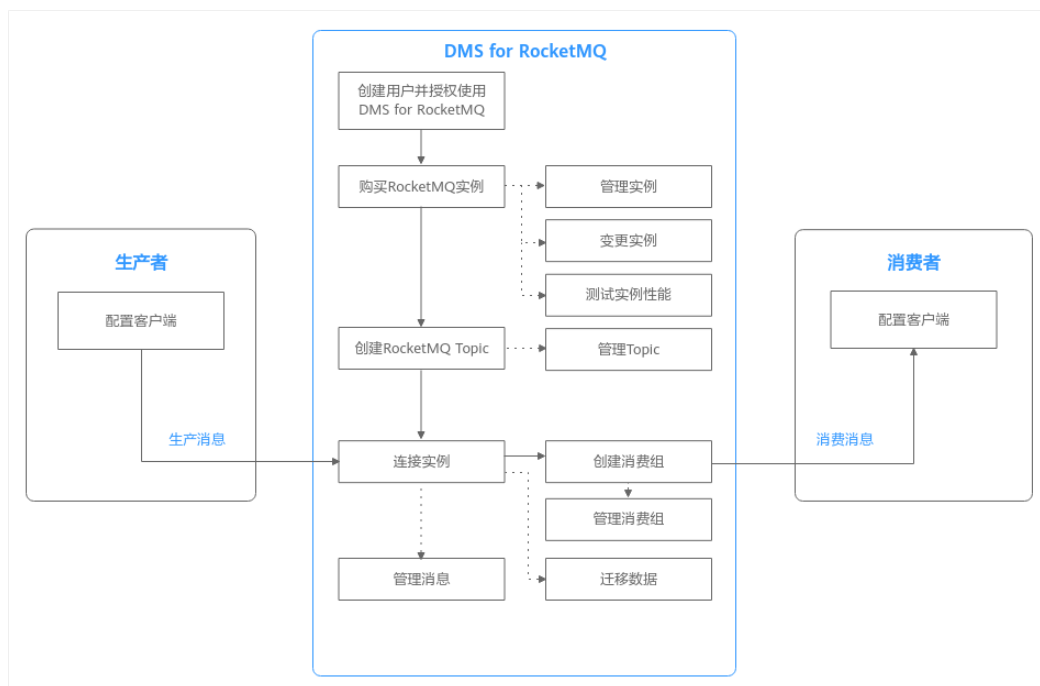 DMS for RocketMQ
创建用户并授权使用
DMS for RocketMQ
购买RocketMQ实例
管理实例
变更实例
测试实例性能
生产者
配置客户端
消费者
配置客户端
创建RocketMQ Topic
管理Topic
生产消息
消费消息
连接实例
创建消费组
管理消费组
管理消息
迁移数据